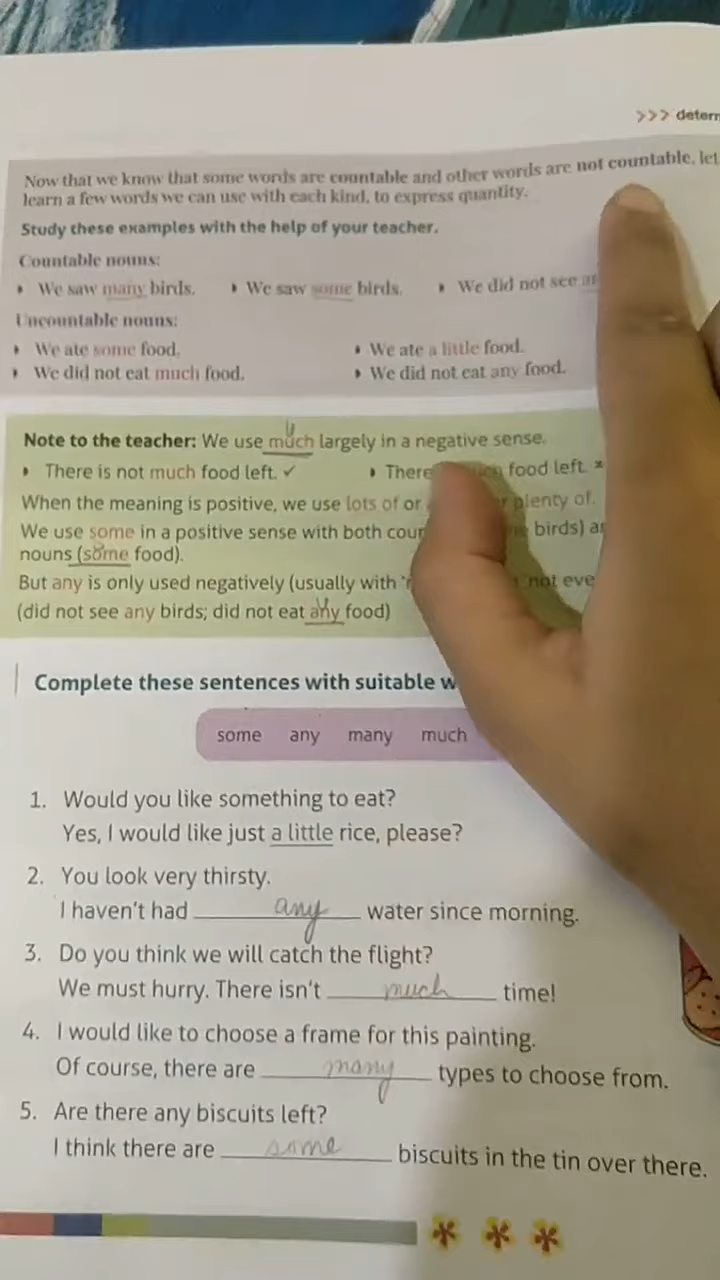 >>> deterr
Now that we know that some words are countable and other words are not countable, let
learn a few words we can use with each kind, to express quantity.
Study these examples with the help of your teacher.
Countable nouns:
We saw many birds. We saw some birds. We did not see
Uncountable nouns:
We ate some food. We ate a little food.
We did not eat much food. We did not eat any food.
Note to the teacher: We use much largely in a negative sense.
There is not much food left. ✓ There food left. ×
When the meaning is positive, we use lots of or plenty of.
We use some in a positive sense with both birds)
nouns (some food).
But any is only used negatively (usually with not
(did not see any birds; did not eat any food)
Complete these sentences with suitable
some any many much
1. Would you like something to eat?
Yes, I would like just a little rice, please?
2. You look very thirsty.
I haven't had any water since morning.
3. Do you think we will catch the flight?
We must hurry. There isn't much time!
4. I would like to choose a frame for this painting.
Of course, there are many types to choose from.
5. Are there any biscuits left?
I think there are some biscuits in the tin over there.